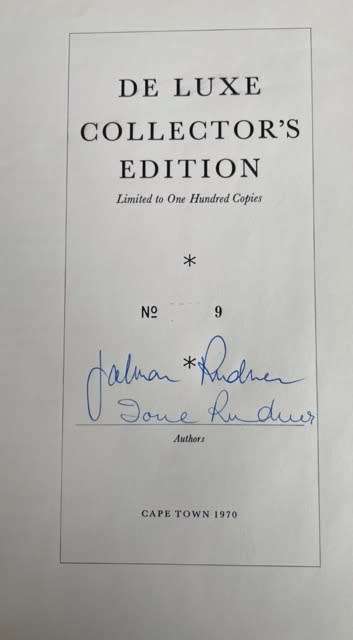 DE LUXE
COLLECTOR'S
EDITION
Limited to One Hundred Copies
*
Nº 9
*
Jalmar Rudner
Ione Rudner
Authors
CAPE TOWN 1970